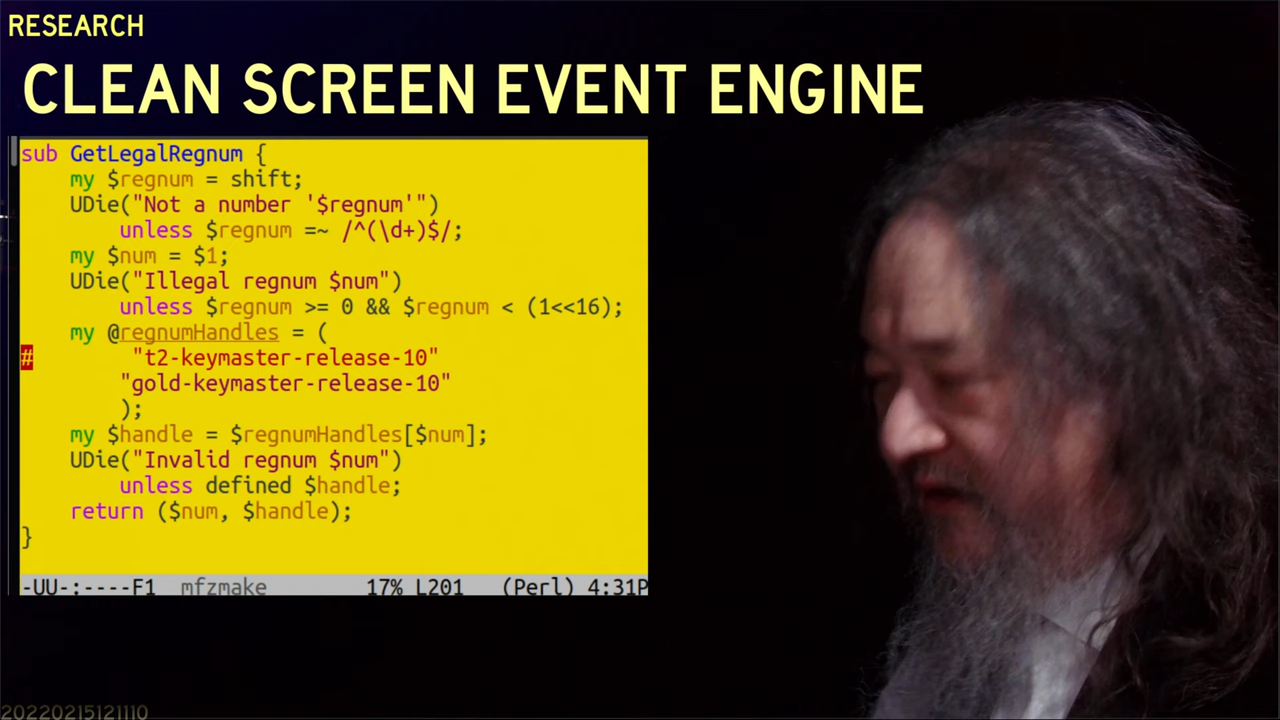 RESEARCH
CLEAN SCREEN EVENT ENGINE
sub GetLegalRegnum {
    my $regnum = shift;
    UDie("Not a number '$regnum'")
        unless $regnum =~ /^(\d+)$/;
    my $num = $1;
    UDie("Illegal regnum $num")
        unless $regnum >= 0 && $regnum < (1<<16);
    my @regnumHandles = (
#        "t2-keymaster-release-10"
        "gold-keymaster-release-10"
        );
    my $handle = $regnumHandles[$num];
    UDie("Invalid regnum $num")
        unless defined $handle;
    return ($num, $handle);
}
-UU-:----F1  mfzmake        17% L201   (Perl) 4:31P
20220215121110